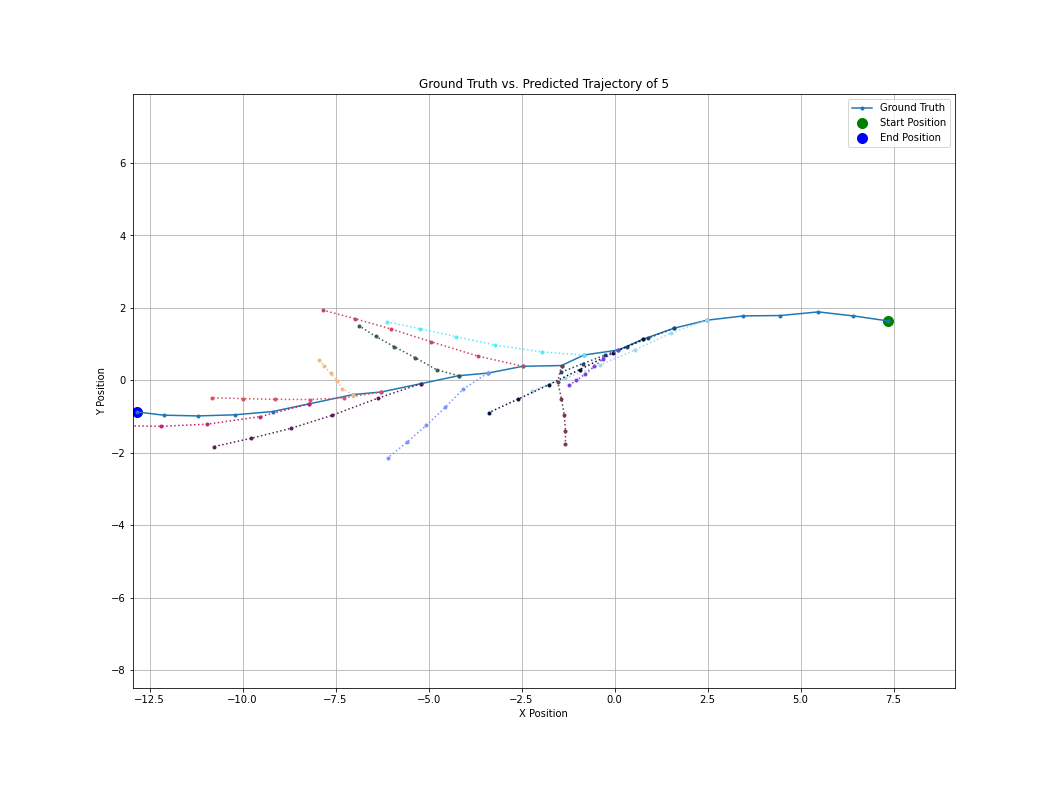 Ground Truth vs. Predicted Trajectory of 5
Ground Truth
Start Position
End Position
6
4
2
0
−2
−4
−6
−8
Y Position
−12.5 −10.0 −7.5 −5.0 −2.5 0.0 2.5 5.0 7.5
X Position